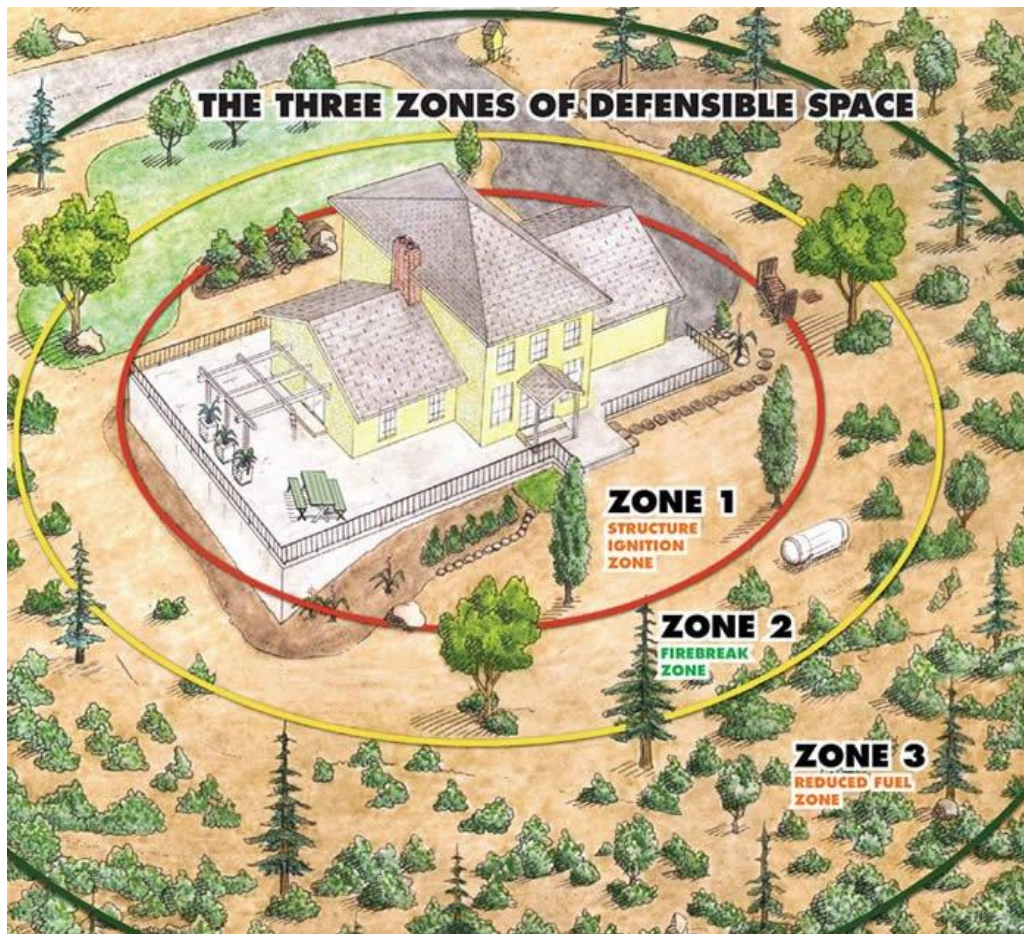 THE THREE ZONES OF DEFENSIBLE SPACE
ZONE 1
STRUCTURE
IGNITION
ZONE
ZONE 2
FIREBREAK
ZONE
ZONE 3
REDUCED FUEL
ZONE